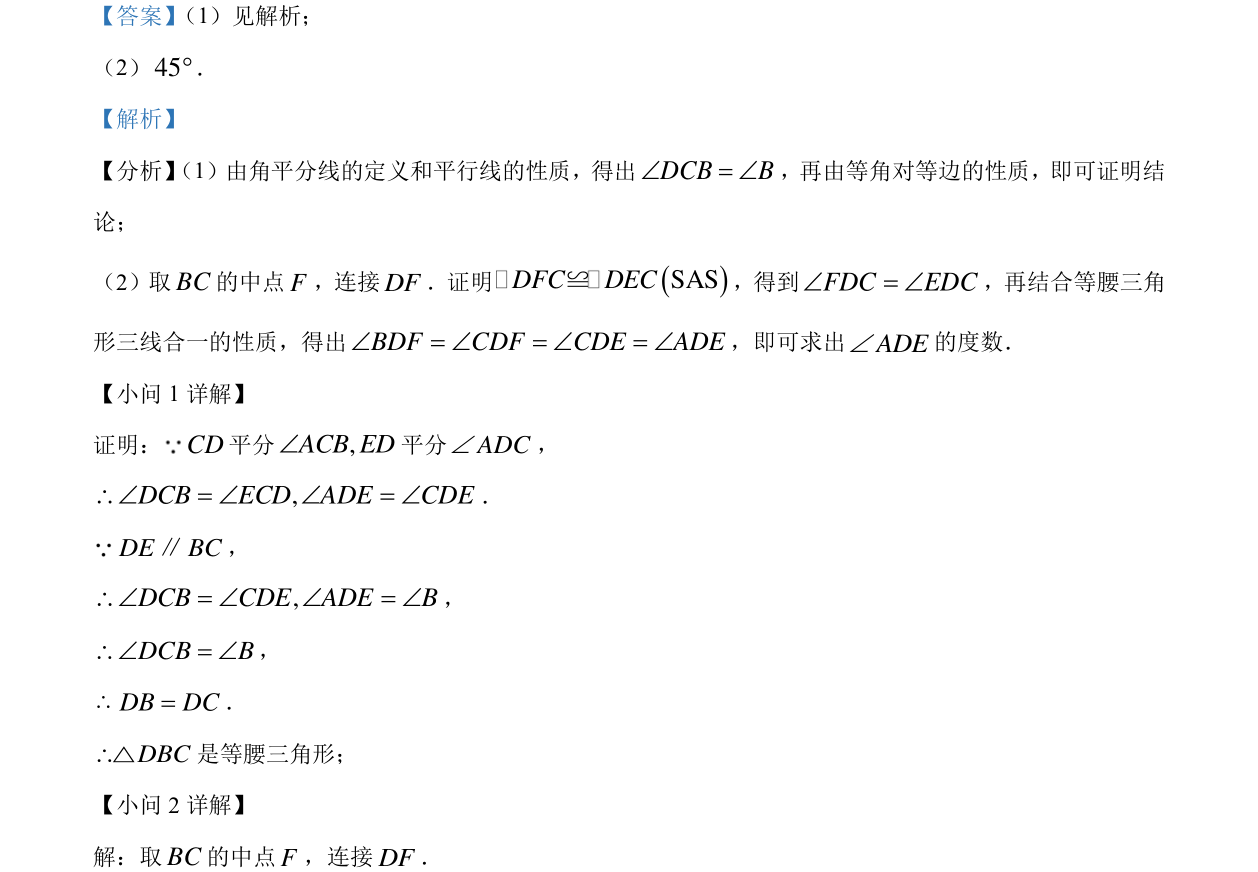 【答案】（1）见解析；
（2）45°．
【解析】
【分析】（1）由角平分线的定义和平行线的性质，得出∠DCB = ∠B，再由等角对等边的性质，即可证明结
论；
（2）取BC的中点F，连接DF．证明□DFC≌□DEC(SAS)，得到∠FDC = ∠EDC，再结合等腰三角
形三线合一的性质，得出∠BDF = ∠CDF = ∠CDE = ∠ADE，即可求出∠ADE的度数．
【小问 1 详解】
证明：∵CD平分∠ACB, ED平分∠ADC，
∴∠DCB = ∠ECD, ∠ADE = ∠CDE．
∵DE∥BC，
∴∠DCB = ∠CDE, ∠ADE = ∠B，
∴∠DCB = ∠B，
∴DB = DC．
∴△DBC是等腰三角形；
【小问 2 详解】
解：取BC的中点F，连接DF．